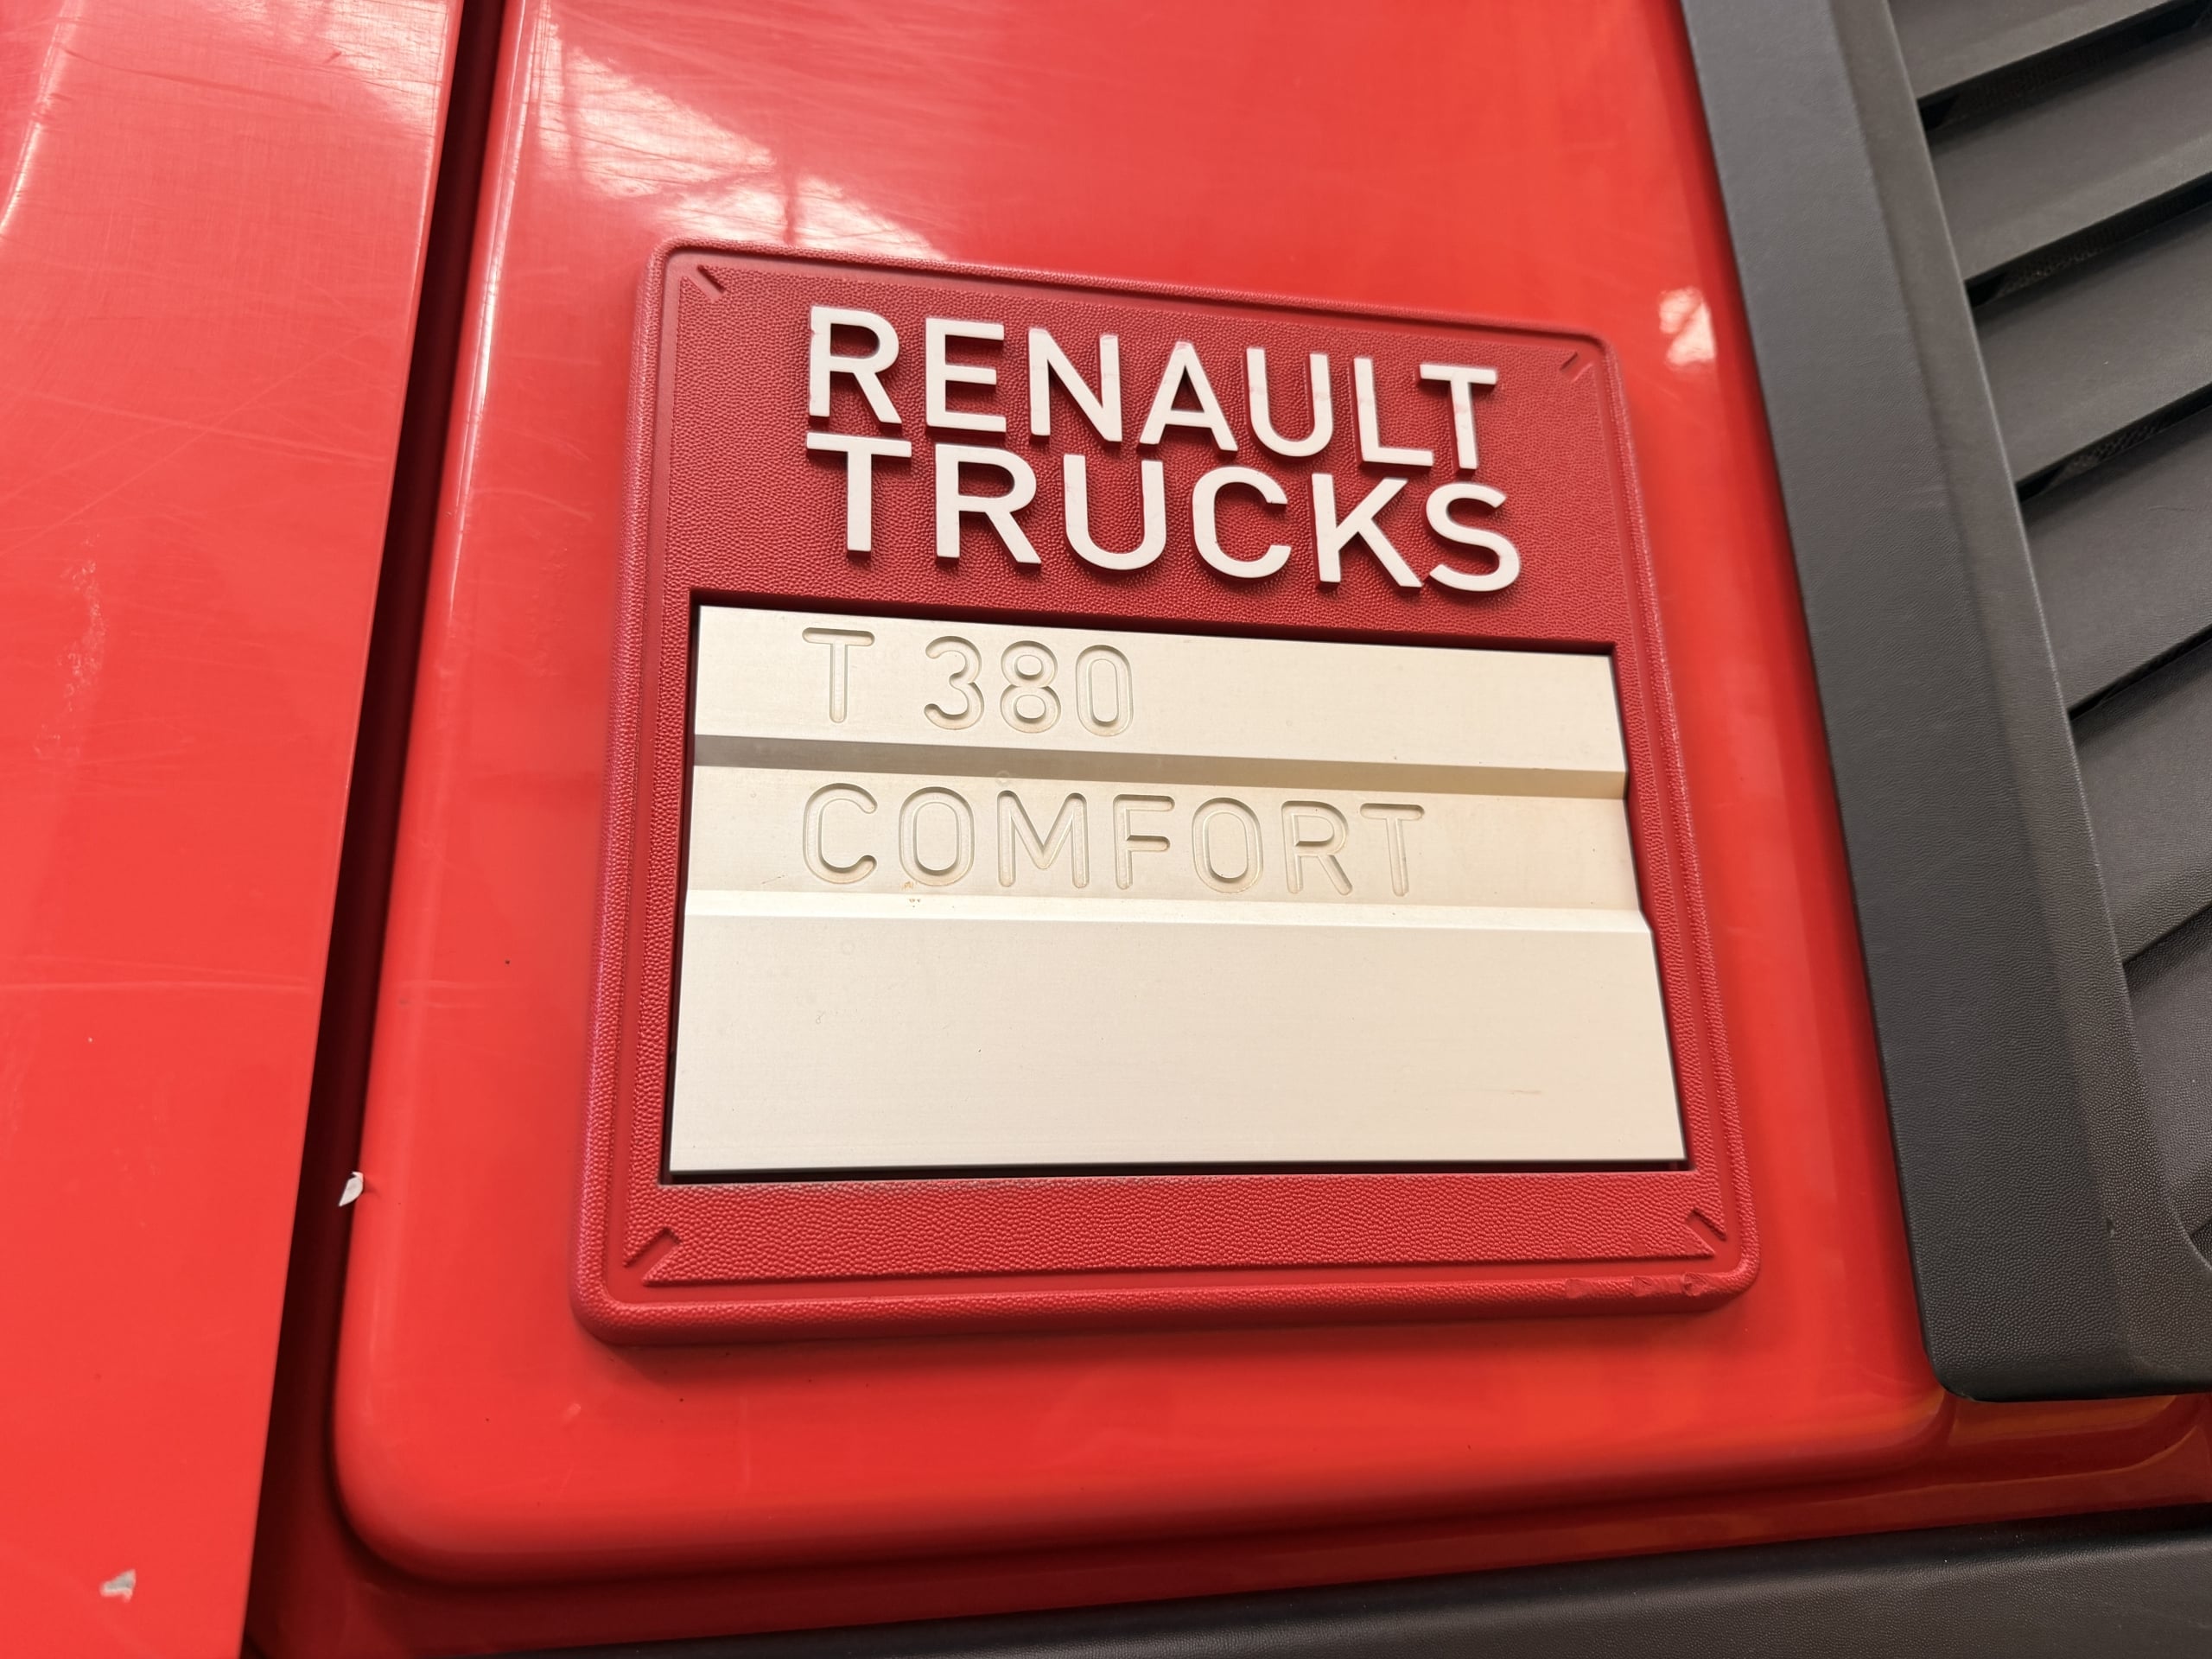 RENAULT
TRUCKS
T 380
COMFORT